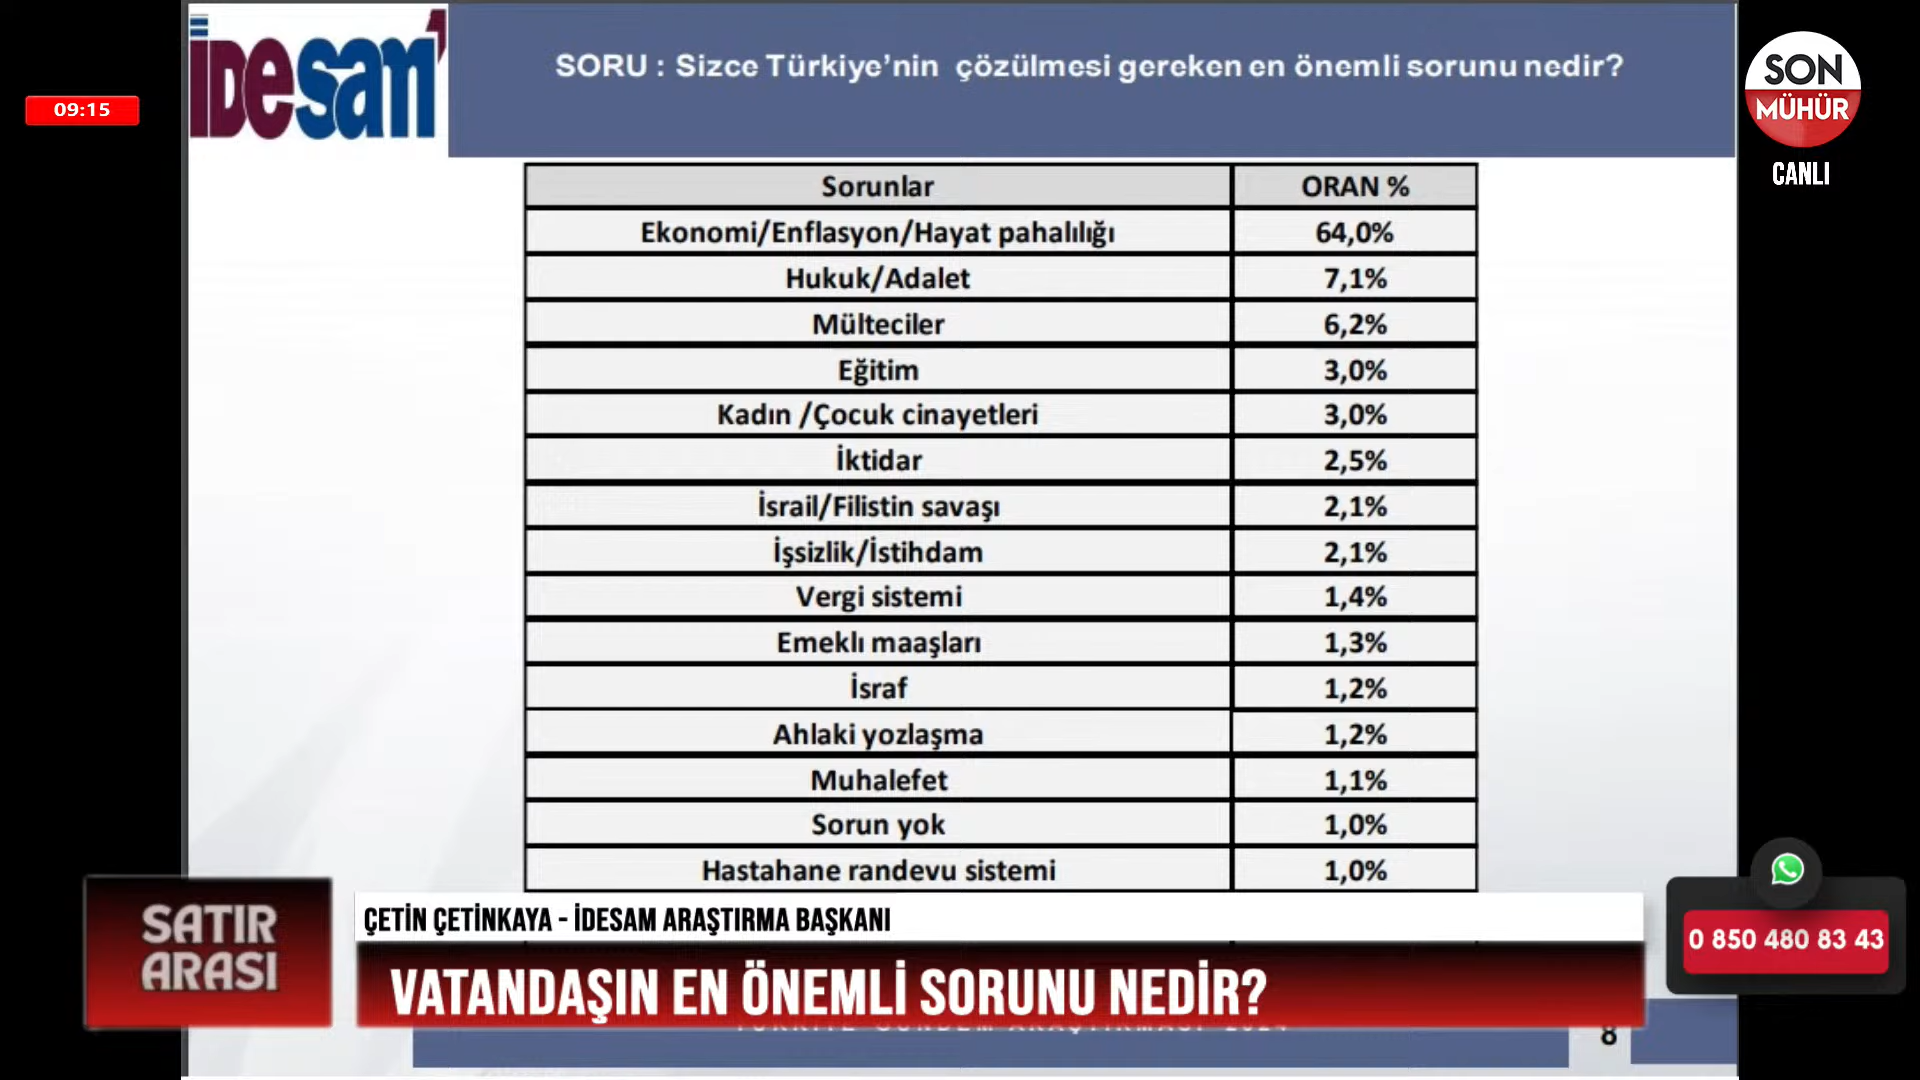 idesam
SORU : Sizce Türkiye'nin çözülmesi gereken en önemli sorunu nedir?
SON
MÜHÜR
CANLI
09:15
Sorunlar ORAN %
Ekonomi/Enflasyon/Hayat pahalılığı 64,0%
Hukuk/Adalet 7,1%
Mülteciler 6,2%
Eğitim 3,0%
Kadın /Çocuk cinayetleri 3,0%
İktidar 2,5%
İsrail/Filistin savaşı 2,1%
İşsizlik/İstihdam 2,1%
Vergi sistemi 1,4%
Emekli maaşları 1,3%
İsraf 1,2%
Ahlaki yozlaşma 1,2%
Muhalefet 1,1%
Sorun yok 1,0%
Hastahane randevu sistemi 1,0%
SATIR
ARASI
ÇETİN ÇETİNKAYA - İDESAM ARAŞTIRMA BAŞKANI
VATANDAŞIN EN ÖNEMLİ SORUNU NEDİR?
0 850 480 83 43
8